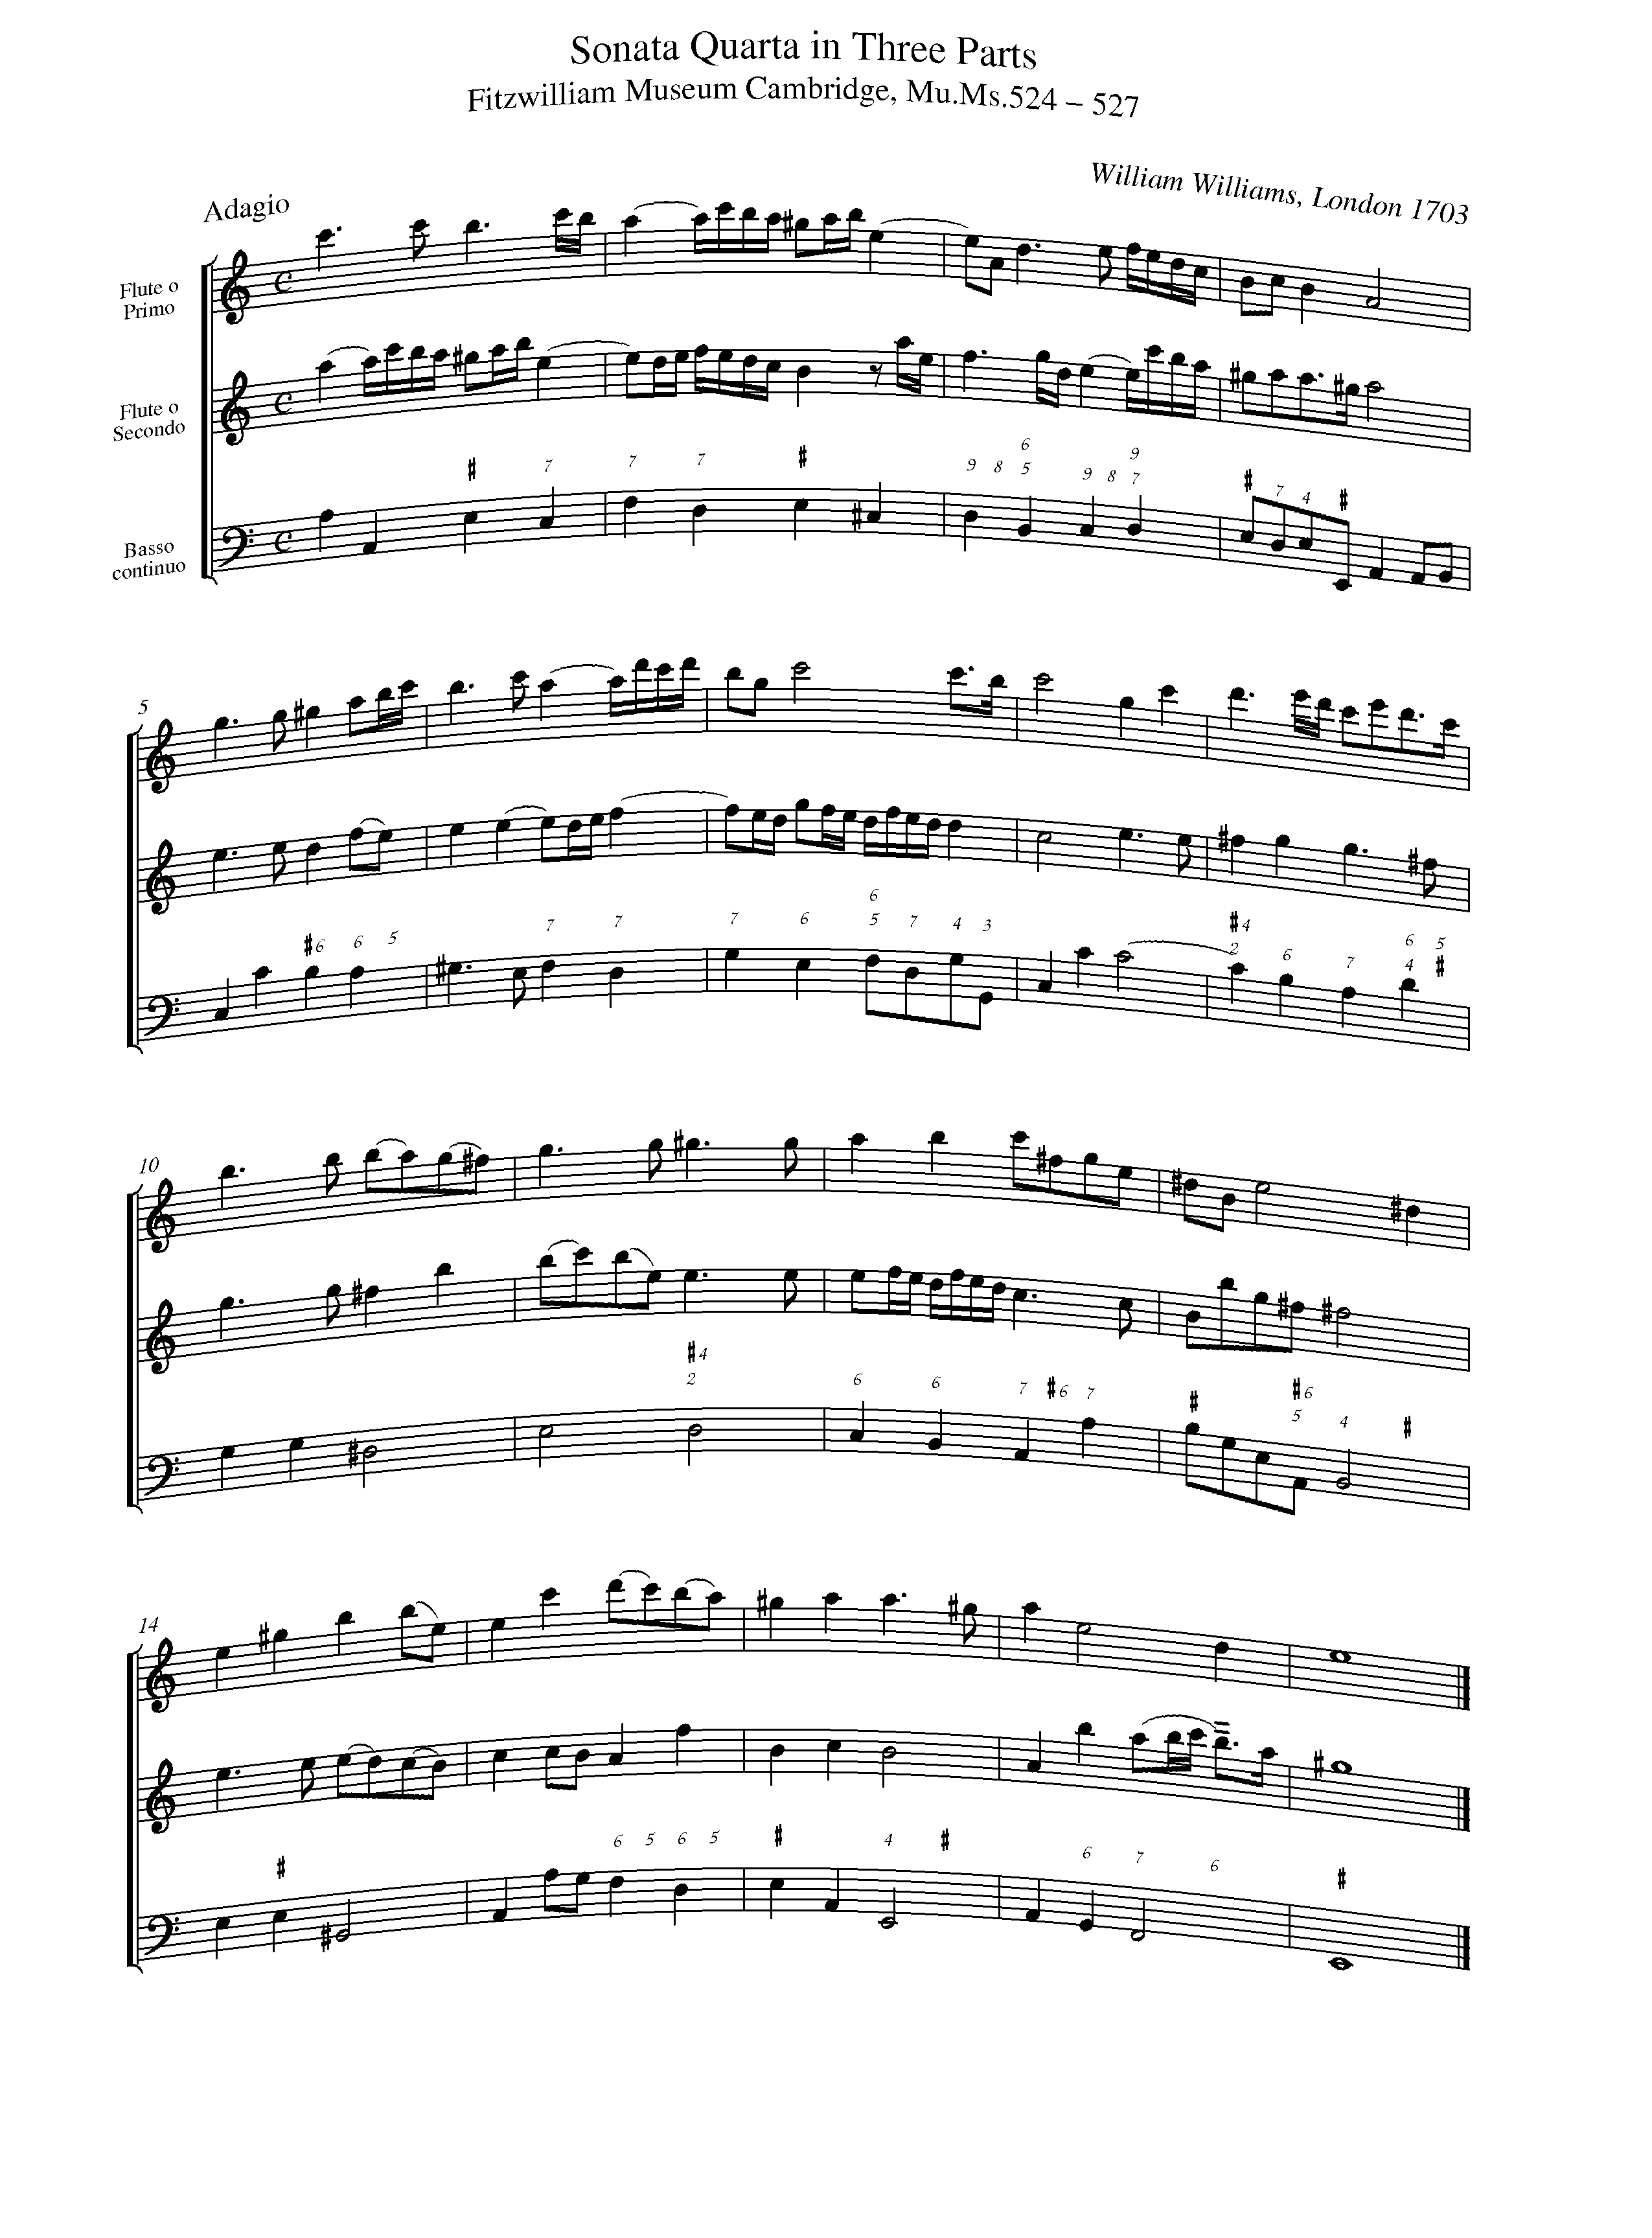 Sonata Quarta in Three Parts
Fitzwilliam Museum Cambridge, Mu.Ms.524 – 527
William Williams, London 1703
Adagio
Flute o
Primo
Flute o
Secondo
Basso
continuo
♯ 7 7 7 ♯ 9 8 6 5 9 8 9 7 ♯ 7 4 ♯
5
♯6 6 5 7 7 7 6 6 5 7 4 3 ♯4 2 6 7 6 4 5 ♯
10
♯4 2 6 6 7 ♯6 7 ♯ ♯6 5 4 ♯
14
♯ 6 5 6 5 ♯ 4 ♯ 6 7 6 ♯